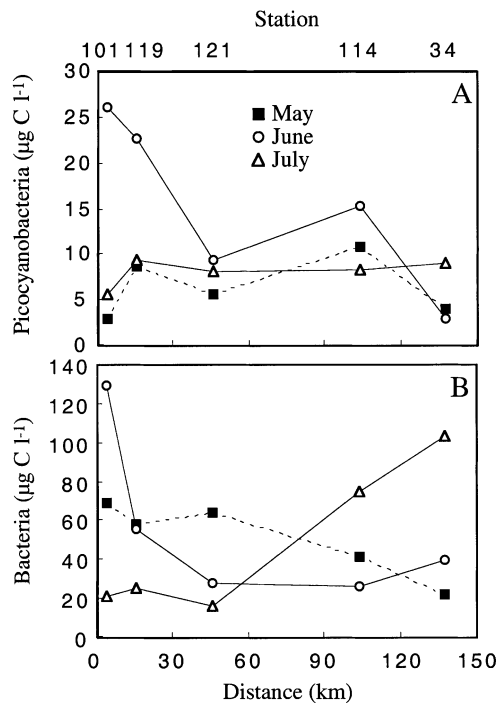 Station
101 119 121 114 34
30
25
20
15
10
5
0
Picocyanobacteria (µg C l-1)
A
May
June
July
140
120
100
80
60
40
20
0
Bacteria (µg C l-1)
B
0 30 60 90 120 150
Distance (km)